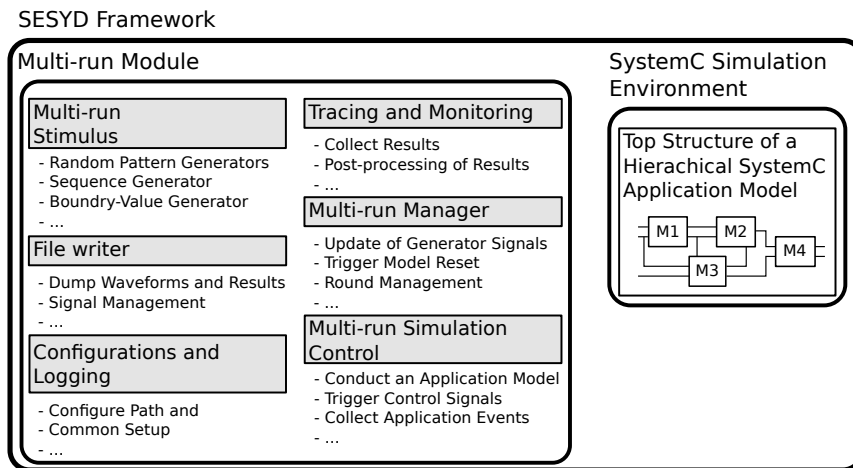 SESYD Framework
Multi-run Module
Multi-run
Stimulus
- Random Pattern Generators
- Sequence Generator
- Boundry-Value Generator
- ...
File writer
- Dump Waveforms and Results
- Signal Management
- ...
Configurations and
Logging
- Configure Path and
- Common Setup
- ...
Tracing and Monitoring
- Collect Results
- Post-processing of Results
- ...
Multi-run Manager
- Update of Generator Signals
- Trigger Model Reset
- Round Management
- ...
Multi-run Simulation
Control
- Conduct an Application Model
- Trigger Control Signals
- Collect Application Events
- ...
SystemC Simulation
Environment
Top Structure of a
Hierachical SystemC
Application Model
M1
M2
M4
M3